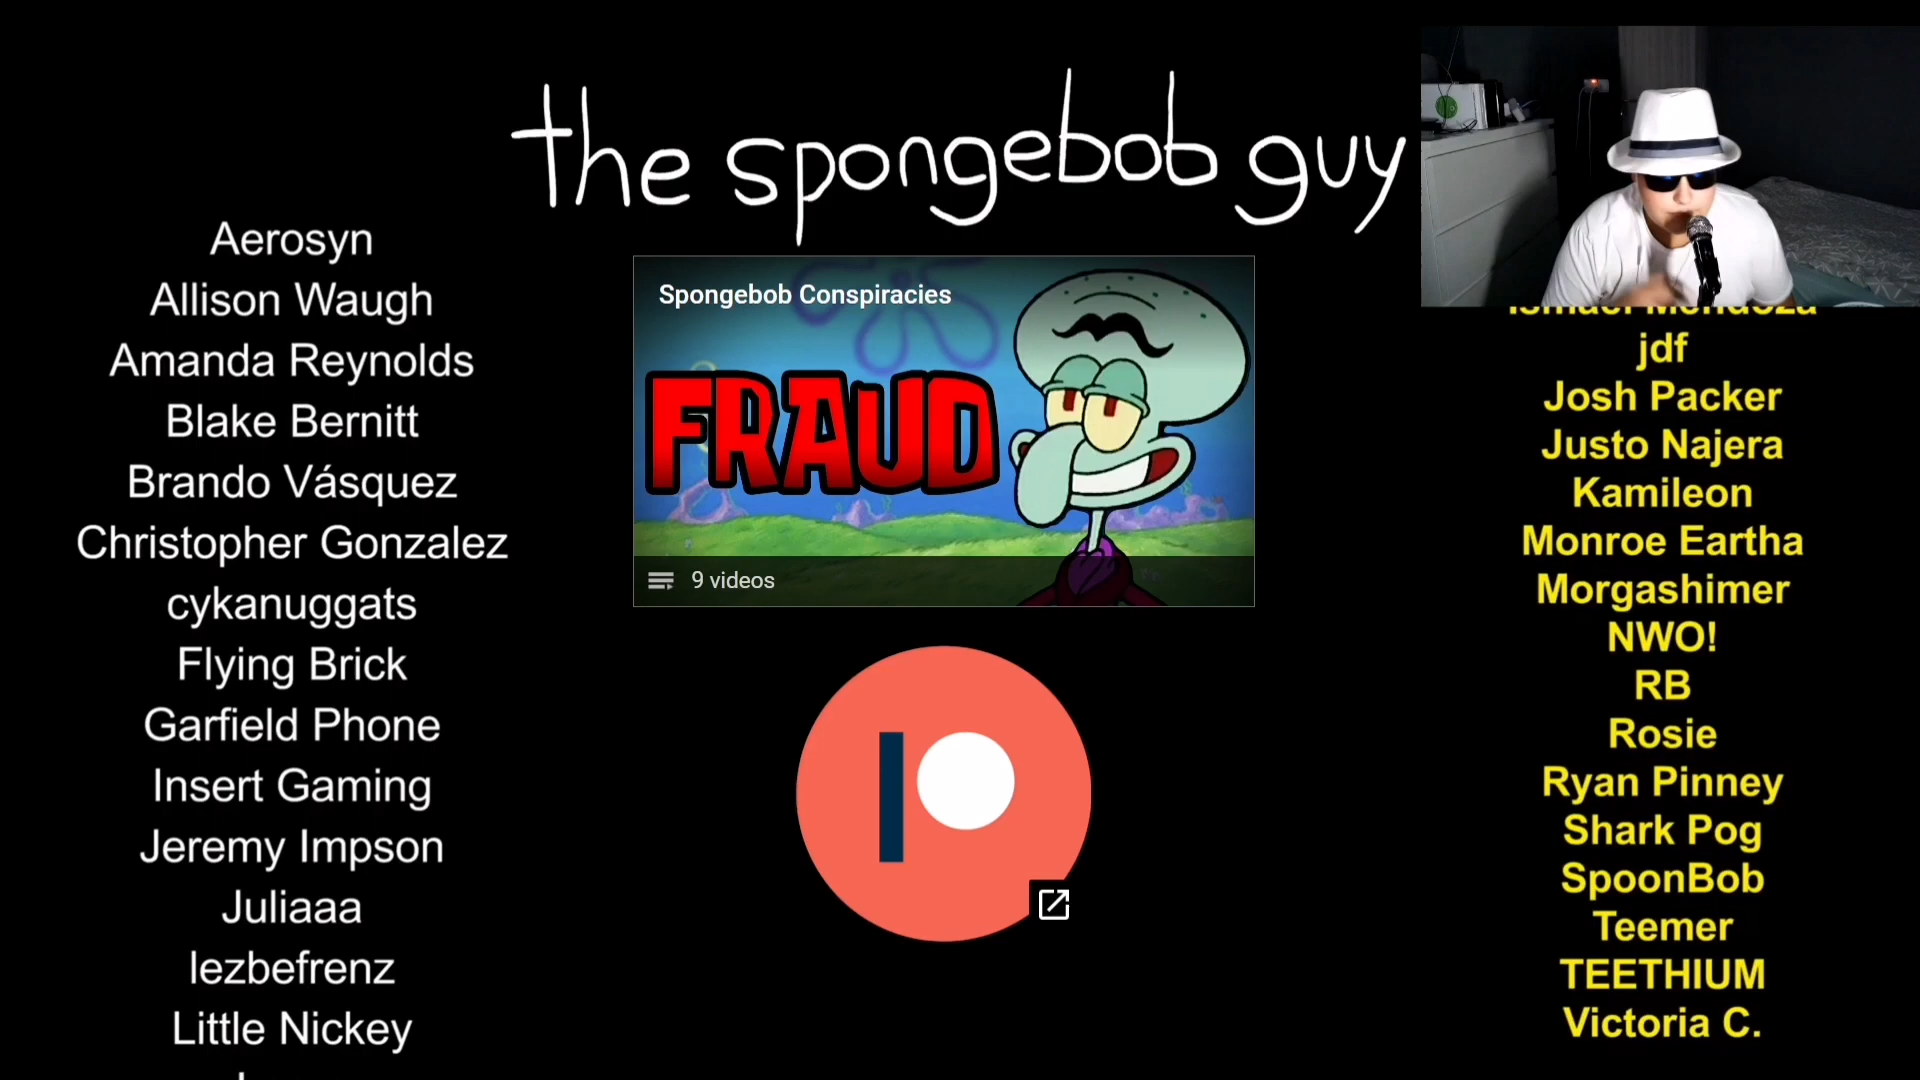 the spongebob guy
Aerosyn
Allison Waugh
Amanda Reynolds
Blake Bernitt
Brando Vásquez
Christopher Gonzalez
cykanuggats
Flying Brick
Garfield Phone
Insert Gaming
Jeremy Impson
Juliaaa
lezbefrenz
Little Nickey
Spongebob Conspiracies
FRAUD
9 videos
Ismael Mendoza
jdf
Josh Packer
Justo Najera
Kamileon
Monroe Eartha
Morgashimer
NWO!
RB
Rosie
Ryan Pinney
Shark Pog
SpoonBob
Teemer
TEETHIUM
Victoria C.